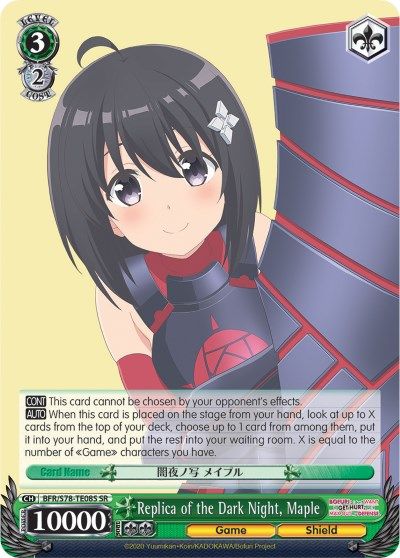 LEVEL
3
2
COST
CONT This card cannot be chosen by your opponent's effects.
AUTO When this card is placed on the stage from your hand, look at up to X
cards from the top of your deck, choose up to 1 card from among them, put
it into your hand, and put the rest into your waiting room. X is equal to the
number of «Game» characters you have.
Card Name 闇夜ノ写 メイプル
CH BFR/S78-TE08S SR
POWER 10000 Replica of the Dark Night, Maple
Game Shield
©2020 Yuumikan・Koin/KADOKAWA/Bofuri Project